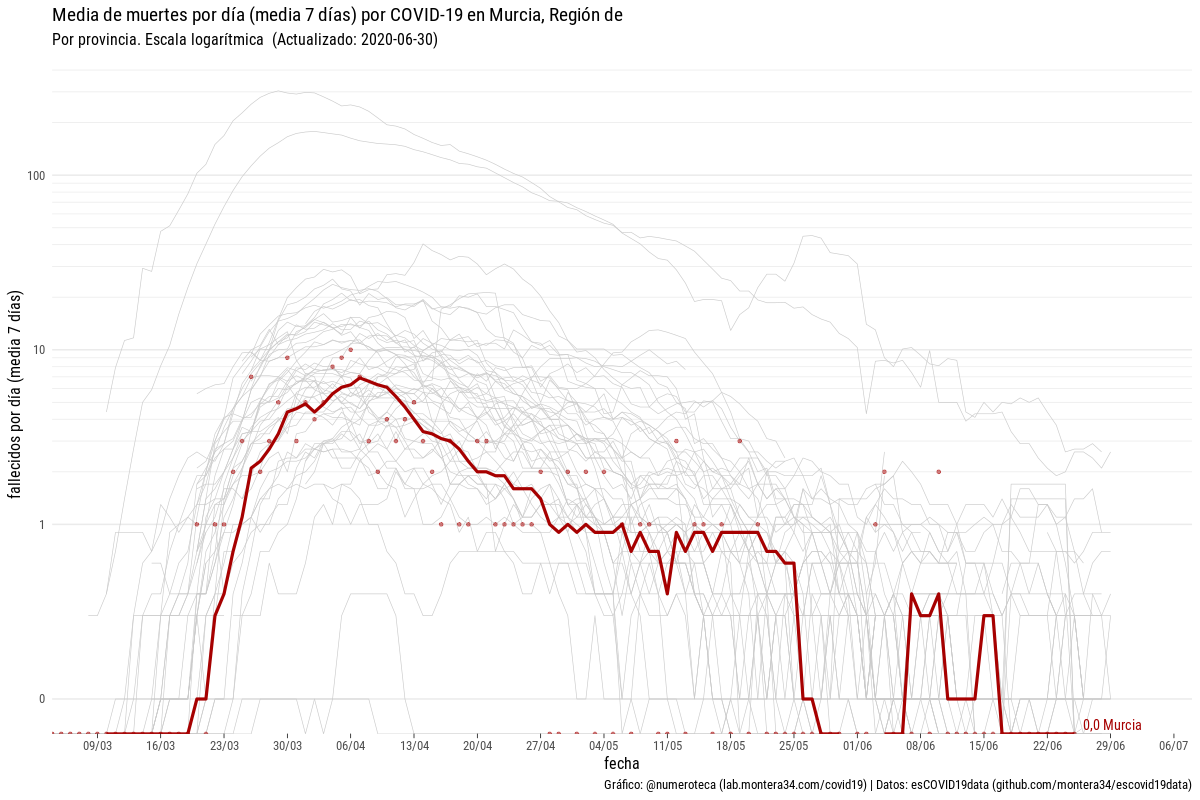 Media de muertes por día (media 7 días) por COVID-19 en Murcia, Región de
Por provincia. Escala logarítmica (Actualizado: 2020-06-30)
fallecidos por día (media 7 días)
100
10
1
0
0,0 Murcia
09/03 16/03 23/03 30/03 06/04 13/04 20/04 27/04 04/05 11/05 18/05 25/05 01/06 08/06 15/06 22/06 29/06 06/07
fecha
Gráfico: @numeroteca (lab.montera34.com/covid19) | Datos: esCOVID19data (github.com/montera34/escovid19data)